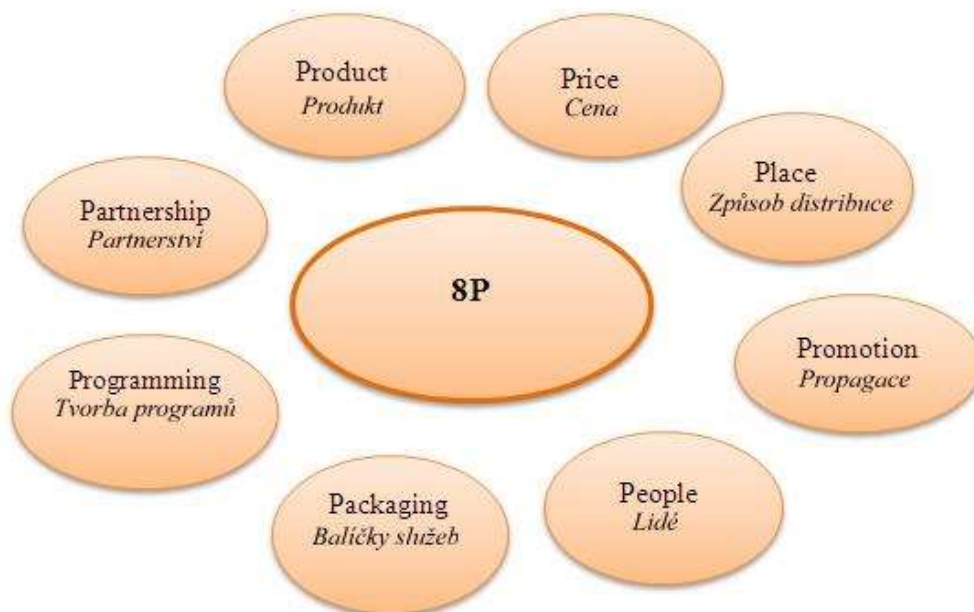 Product
Produkt
Price
Cena
Place
Způsob distribuce
Partnership
Partnerství
8P
Promotion
Propagace
Programming
Tvorba programů
People
Lidé
Packaging
Balíčky služeb